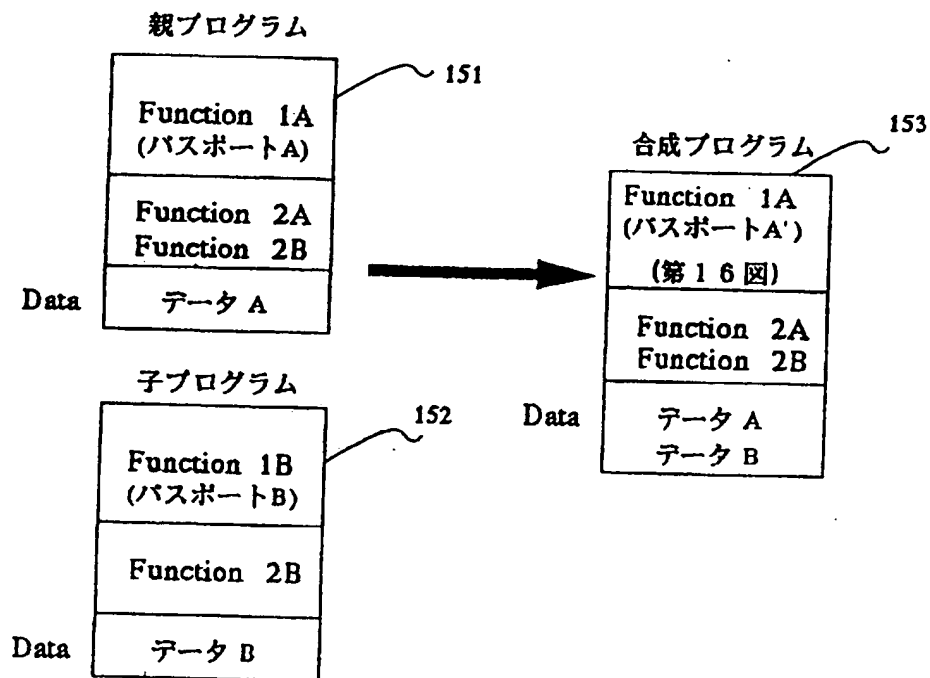 親プログラム
151
Function 1A
(パスポートA)
Function 2A
Function 2B
Data
データ A
子プログラム
152
Function 1B
(パスポートB)
Function 2B
Data
データ B
合成プログラム
153
Function 1A
(パスポートA')
(第16図)
Function 2A
Function 2B
Data
データ A
データ B